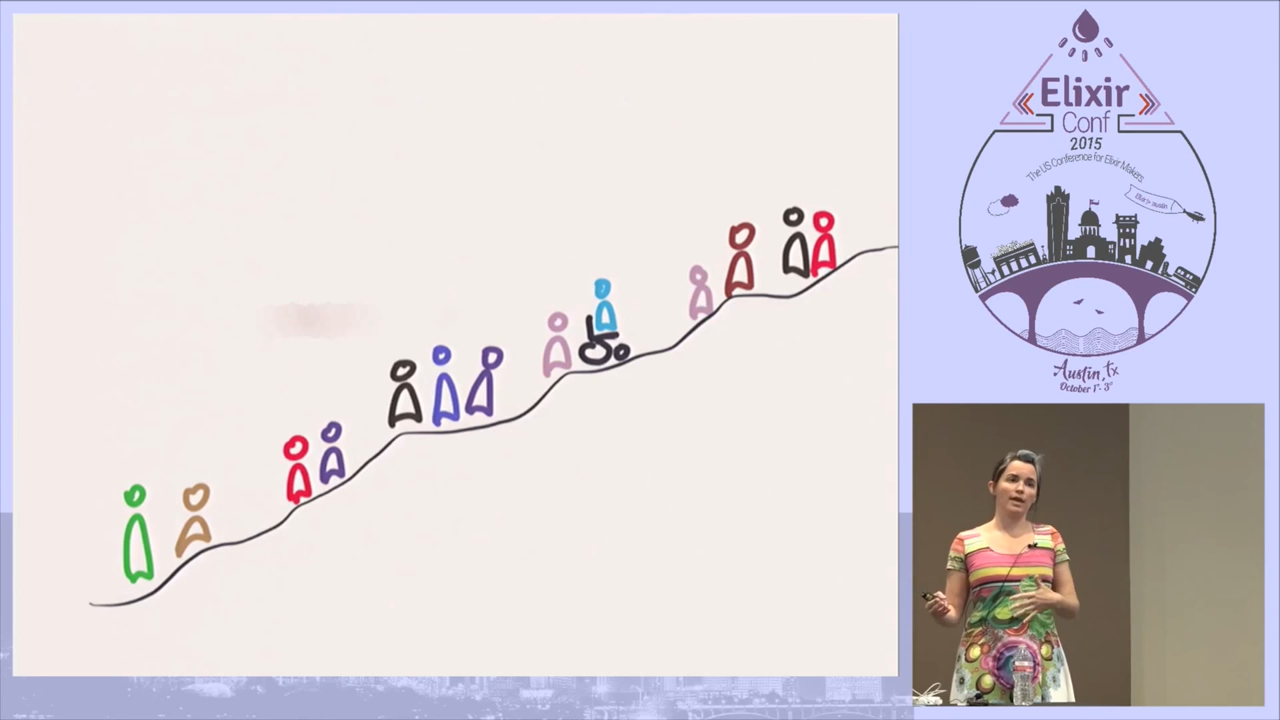 Elixir
Conf
2015
The US Conference for Elixir Makers
Austin, Tx
October 1st - 3rd